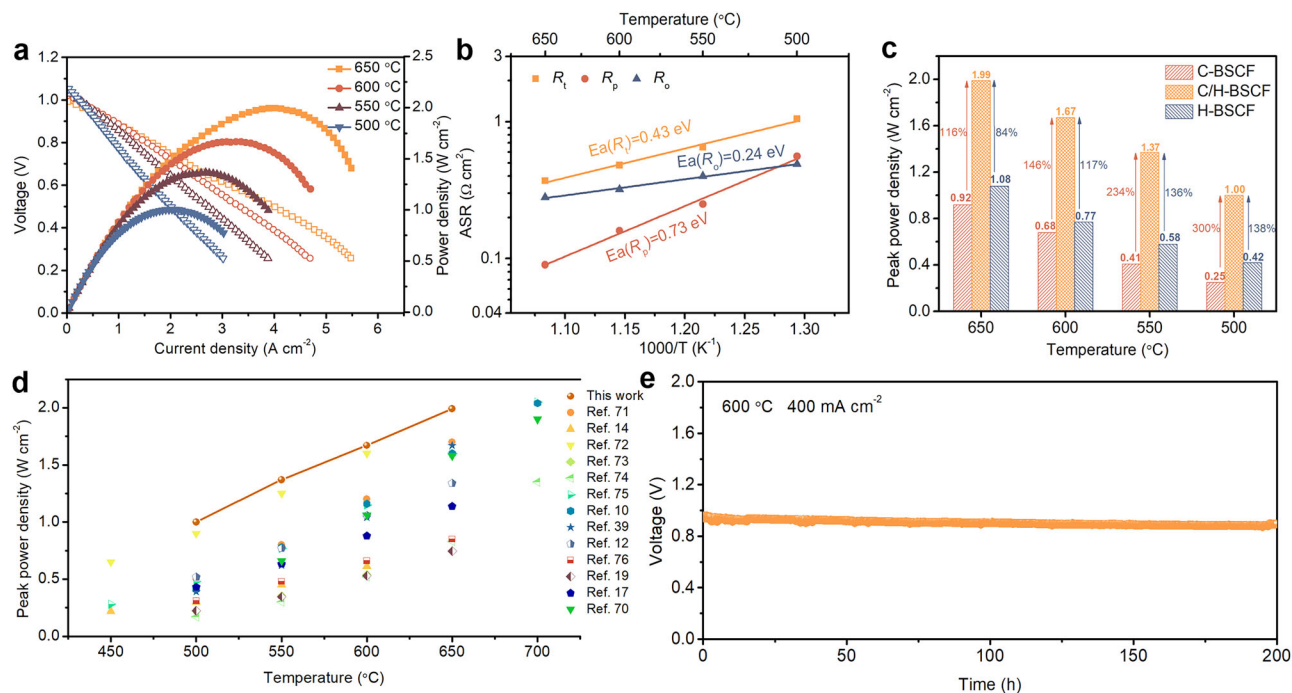 a
Voltage (V)
1.2
1.0
0.8
0.6
0.4
0.2
0.0
650 °C
600 °C
550 °C
500 °C
2.5
2.0
1.5
1.0
0.5
0.0
Power density (W cm-2)
0 1 2 3 4 5 6
Current density (A cm-2)
b
Temperature (°C)
650 600 550 500
ASR (Ω cm2)
3
1
0.1
0.04
Rt Rp Ro
Ea(Rt)=0.43 eV
Ea(Ro)=0.24 eV
Ea(Rp)=0.73 eV
1.10 1.15 1.20 1.25 1.30
1000/T (K-1)
c
Peak power density (W cm-2)
2.0
1.6
1.2
0.8
0.4
0.0
C-BSCF
C/H-BSCF
H-BSCF
1.99
116% 84%
0.92 1.08
1.67
146% 117%
0.68 0.77
1.37
234% 136%
0.41 0.58
1.00
300% 138%
0.25 0.42
650 600 550 500
Temperature (°C)
d
Peak power density (W cm-2)
2.0
1.5
1.0
0.5
0.0
This work
Ref. 71
Ref. 14
Ref. 72
Ref. 73
Ref. 74
Ref. 75
Ref. 10
Ref. 39
Ref. 12
Ref. 76
Ref. 19
Ref. 17
Ref. 70
450 500 550 600 650 700
Temperature (°C)
e
Voltage (V)
2.0
1.6
1.2
0.8
0.4
0.0
600 °C 400 mA cm-2
0 50 100 150 200
Time (h)